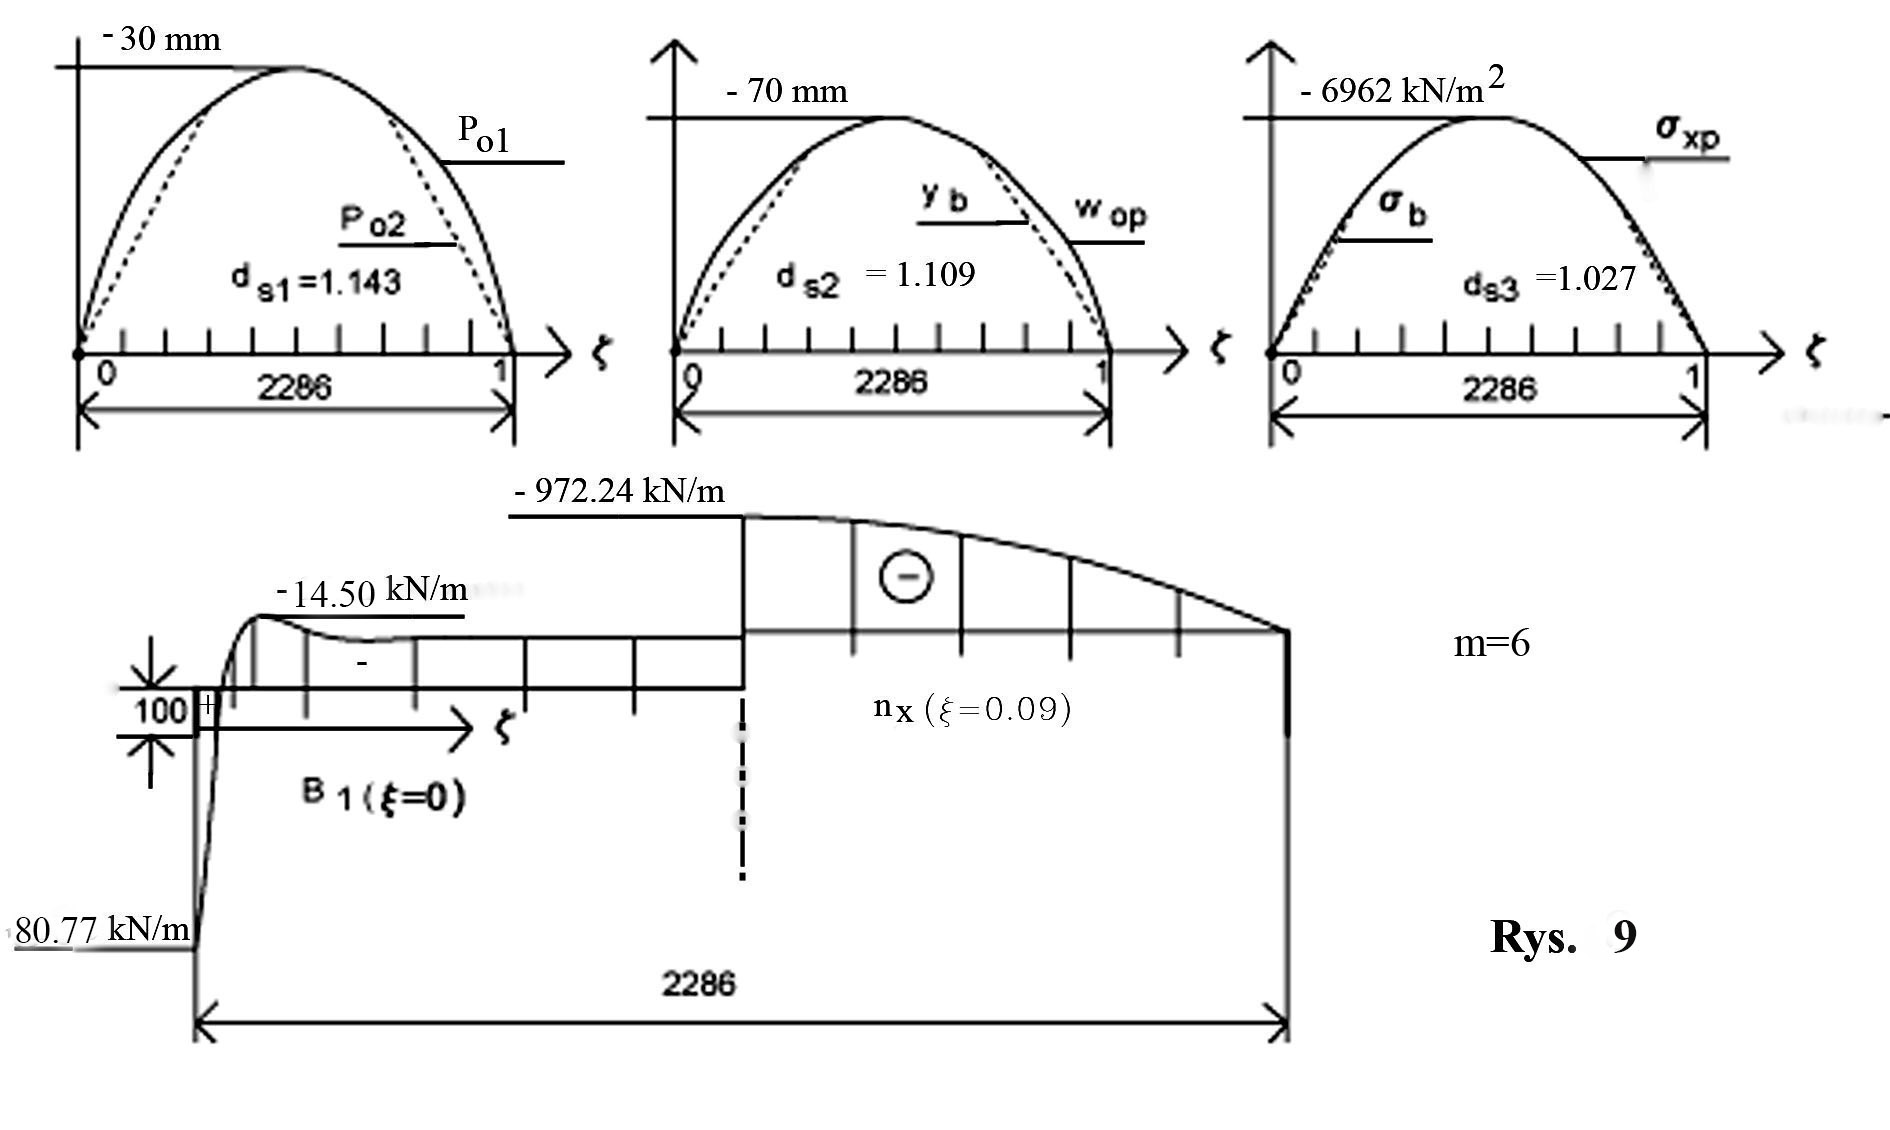 - 30 mm
P o1
P o2
d s1 =1.143
0 1 ζ
2286
- 70 mm
y b
w op
d s2 = 1.109
0 1 ζ
2286
- 6962 kN/m2
σ xp
σ b
d s3 =1.027
0 1 ζ
2286
- 972.24 kN/m
-14.50 kN/m
-
+
100
ζ
B 1 (ξ=0)
-
n x (ξ=0.09)
m=6
80.77 kN/m
2286
Rys. 9